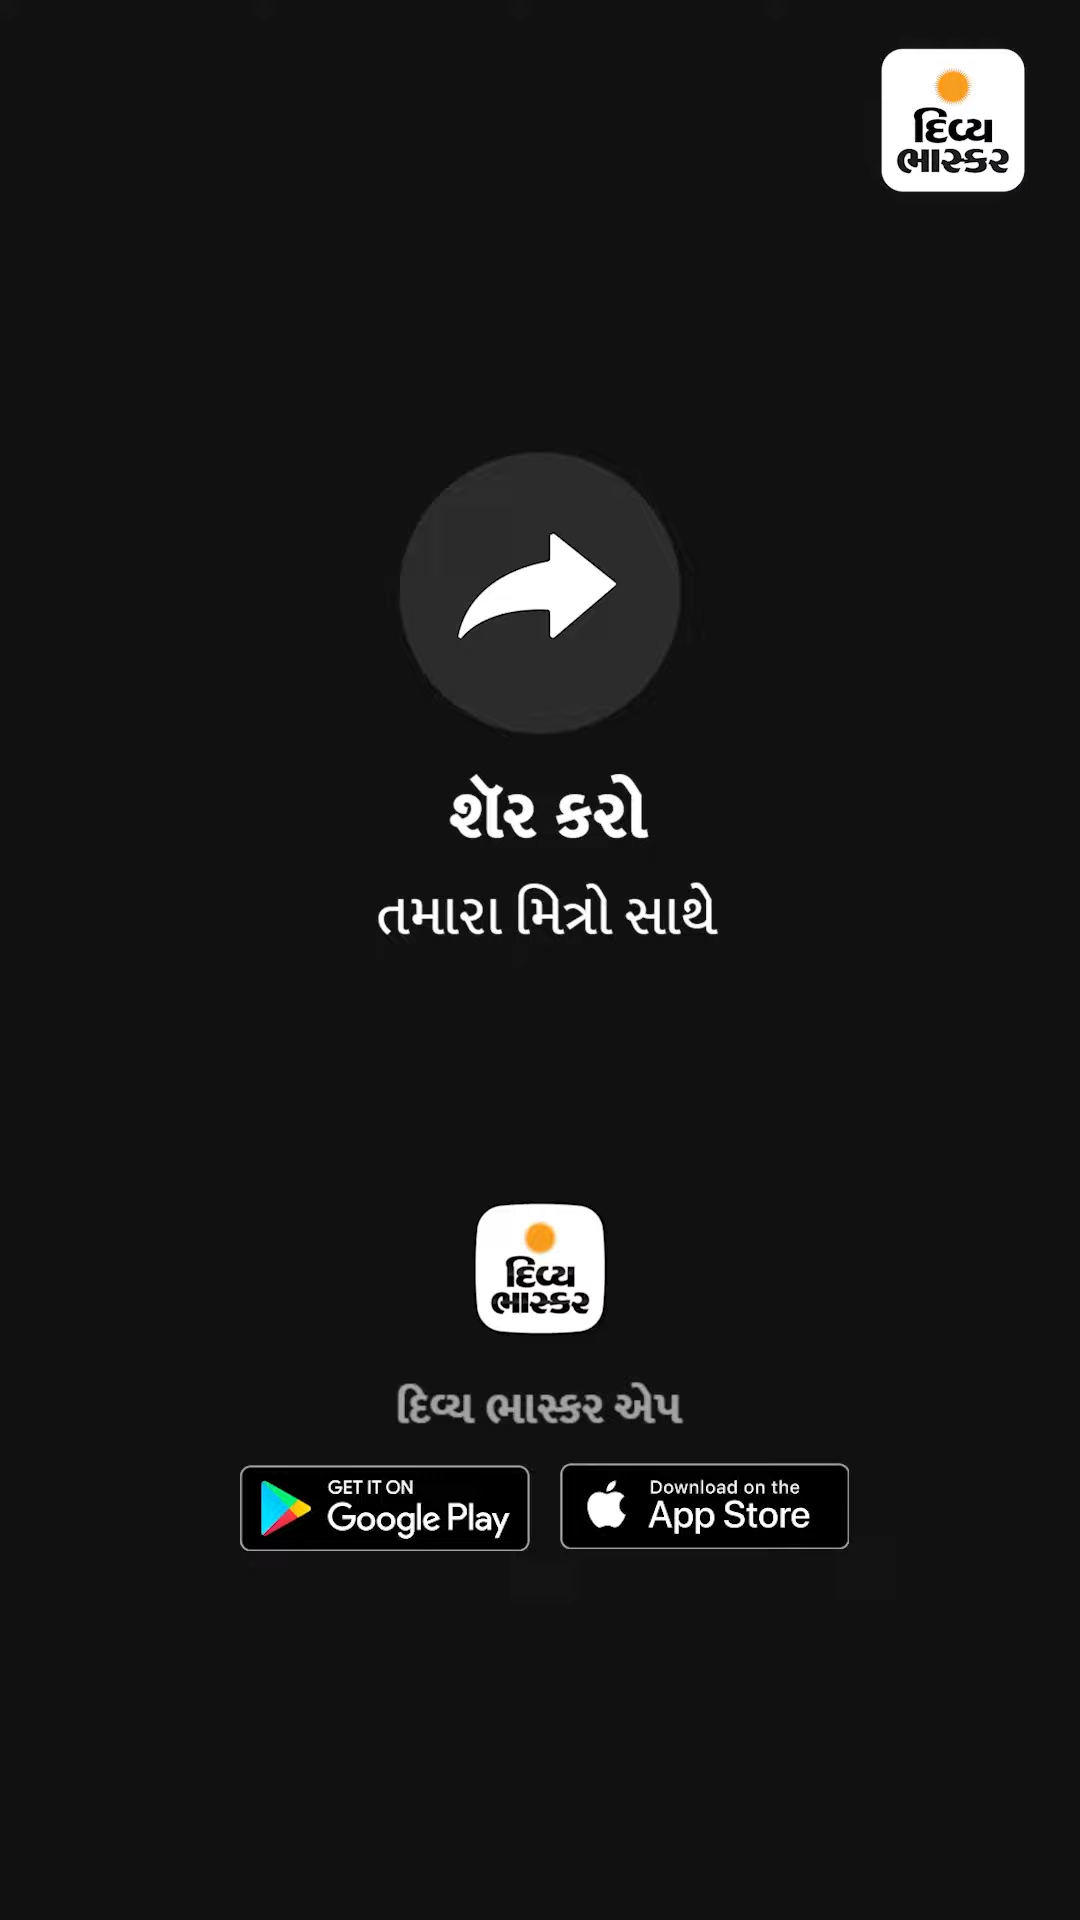 દિવ્ય
ભાસ્કર
શૅર કરો
તમારા મિત્રો સાથે
દિવ્ય
ભાસ્કર
દિવ્ય ભાસ્કર એપ
GET IT ON
Google Play
Download on the
App Store